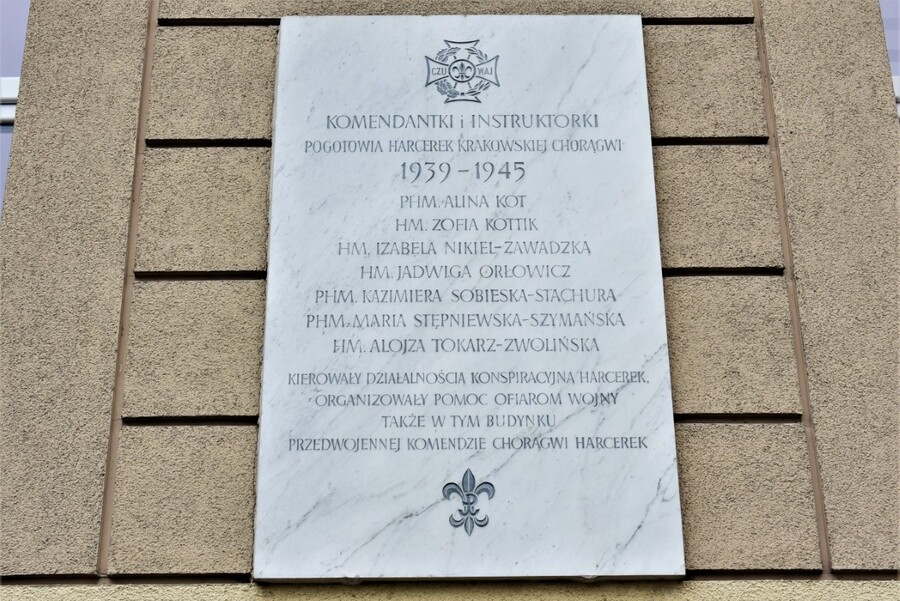 CZUWAJ
KOMENDANTKI i INSTRUKTORKI
POGOTOWIA HARCEREK KRAKOWSKIEJ CHORĄGWI
1939-1945
PHM. ALINA KOT
HM. ZOFIA KOTTIK
HM. IZABELA NIKIEL-ZAWADZKA
HM. JADWIGA ORŁOWICZ
PHM. KAZIMIERA SOBIESKA-STACHURA
PHM. MARIA STĘPNIEWSKA-SZYMAŃSKA
HM. ALOJZA TOKARZ-ZWOLIŃSKA
KIEROWAŁY DZIAŁALNOŚCIĄ KONSPIRACYJNA HARCEREK,
ORGANIZOWAŁY POMOC OFIAROM WOJNY
TAKŻE W TYM BUDYNKU
PRZEDWOJENNEJ KOMENDZIE CHORĄGWI HARCEREK